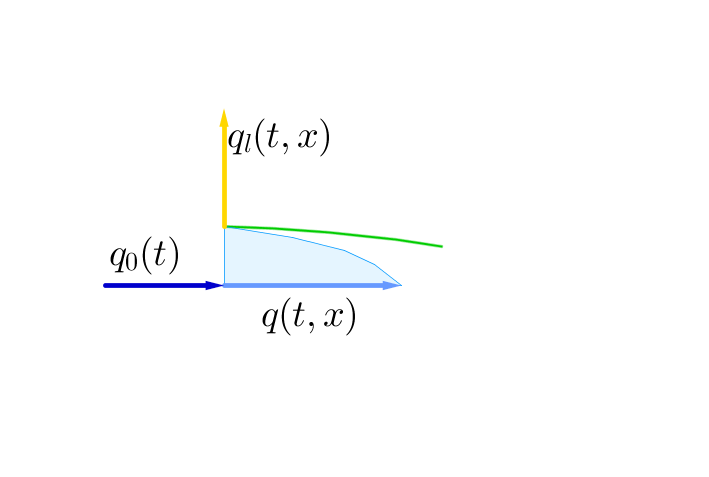 q_l(t, x)
q_0(t)
q(t, x)